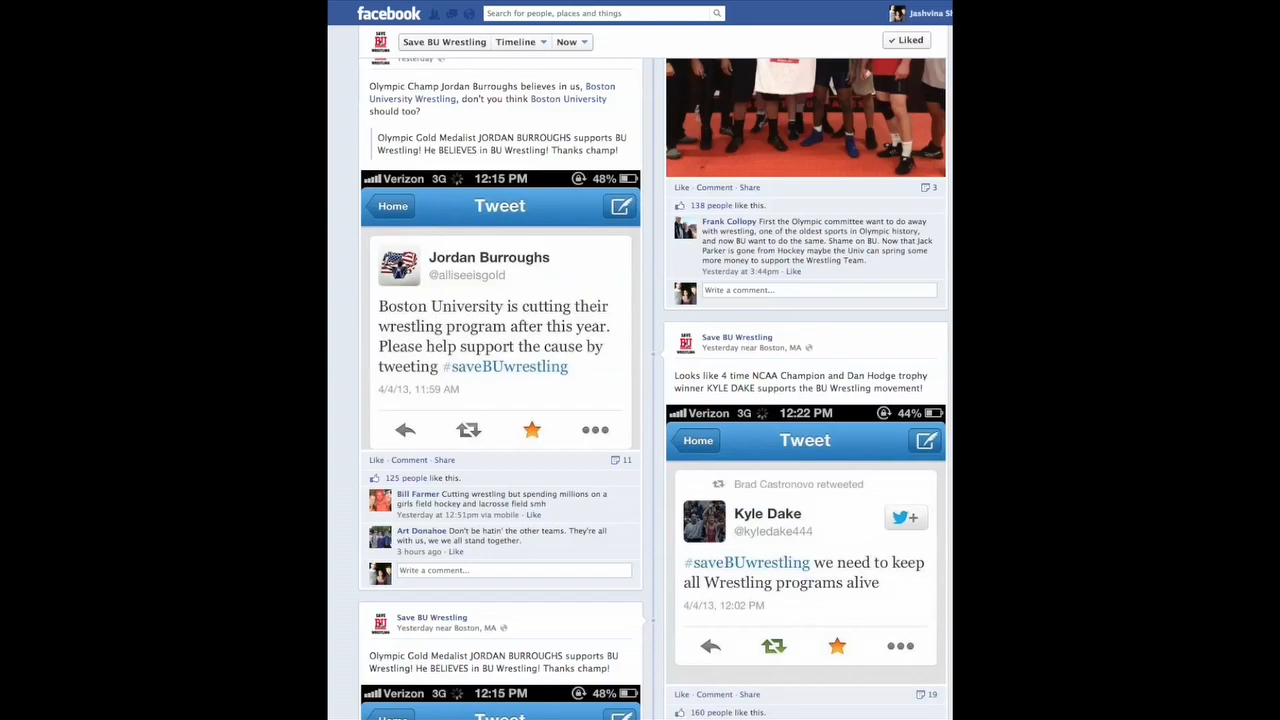 facebook
Search for people, places and things
Jashvina
SAVE BU WRESTLING
Save BU Wrestling
Timeline
Now
Liked
Yesterday
Olympic Champ Jordan Burroughs believes in us, Boston
University Wrestling, don't you think Boston University
should too?
Olympic Gold Medalist JORDAN BURROUGHS supports BU
Wrestling! He BELIEVES in BU Wrestling! Thanks champ!
Verizon 3G 12:15 PM 48%
Home Tweet
Jordan Burroughs
@alliseeisgold
Boston University is cutting their
wrestling program after this year.
Please help support the cause by
tweeting #saveBUwrestling
4/4/13, 11:59 AM
Like · Comment · Share 11
125 people like this.
Bill Farmer Cutting wrestling but spending millions on a
girls field hockey and lacrosse field smh
Yesterday at 12:51pm via mobile · Like
Art Donahoe Don't be hatin' the other teams. They're all
with us, we we all stand together.
3 hours ago · Like
Write a comment...
SAVE BU WRESTLING
Save BU Wrestling
Yesterday near Boston, MA
Olympic Gold Medalist JORDAN BURROUGHS supports BU
Wrestling! He BELIEVES in BU Wrestling! Thanks champ!
Verizon 3G 12:15 PM 48%
Home Tweet
Like · Comment · Share 3
138 people like this.
Frank Collopy First the Olympic committee want to do away
with wrestling, one of the oldest sports in Olympic history,
and now BU want to do the same. Shame on BU. Now that Jack
Parker is gone from Hockey maybe the Univ can spring some
more money to support the Wrestling Team.
Yesterday at 3:44pm · Like
Write a comment...
SAVE BU WRESTLING
Save BU Wrestling
Yesterday near Boston, MA
Looks like 4 time NCAA Champion and Dan Hodge trophy
winner KYLE DAKE supports the BU Wrestling movement!
Verizon 3G 12:22 PM 44%
Home Tweet
Brad Castronovo retweeted
Kyle Dake
@kyledake444
#saveBUwrestling we need to keep
all Wrestling programs alive
4/4/13, 12:02 PM
Like · Comment · Share 19
160 people like this.